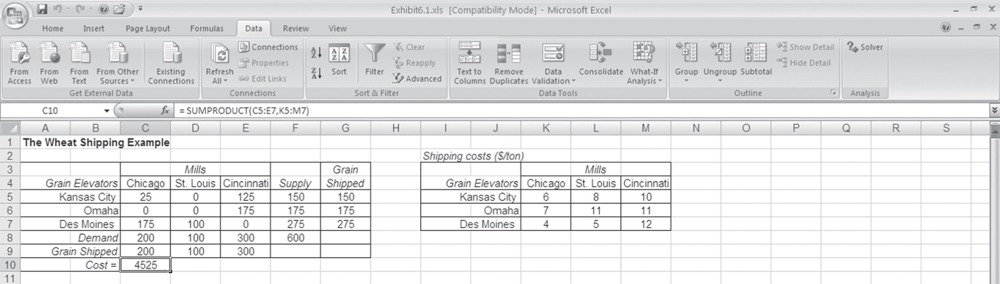 Exhibit6.1.xls [Compatibility Mode] - Microsoft Excel
Home Insert Page Layout Formulas Data Review View
From Access From Web From Text From Other Sources Existing Connections
Get External Data
Refresh All Connections Properties Edit Links
Connections
Sort Filter Clear Reapply Advanced
Sort & Filter
Text to Columns Remove Duplicates Data Validation Consolidate What-If Analysis
Data Tools
Group Ungroup Subtotal Show Detail Hide Detail
Outline
Solver
Analysis
C10 fx =SUMPRODUCT(C5:E7,K5:M7)
A B C D E F G H I J K L M N O P Q R S
1 The Wheat Shipping Example
2 Shipping costs ($/ton)
3 Mills Grain Mills
4 Grain Elevators Chicago St. Louis Cincinnati Supply Shipped Grain Elevators Chicago St. Louis Cincinnati
5 Kansas City 25 0 125 150 150 Kansas City 6 8 10
6 Omaha 0 0 175 175 175 Omaha 7 11 11
7 Des Moines 175 100 0 275 275 Des Moines 4 5 12
8 Demand 200 100 300 600
9 Grain Shipped 200 100 300
10 Cost = 4525
11